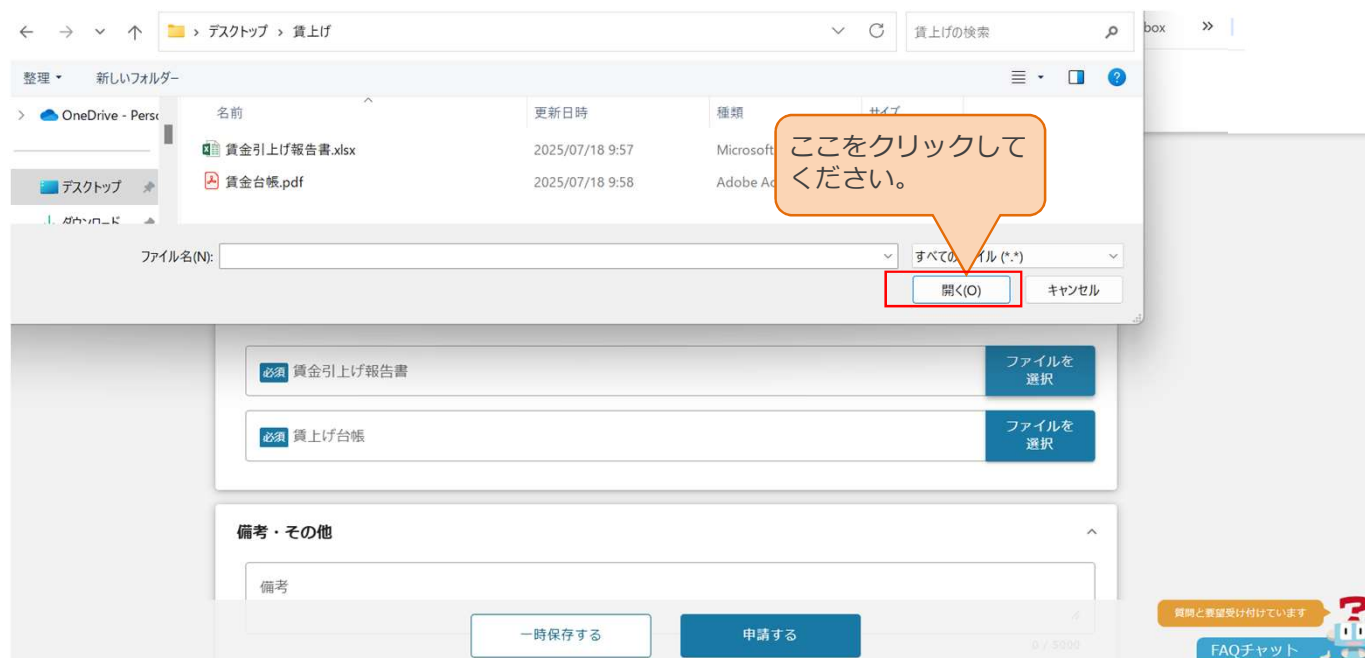 デスクトップ › 賃上げ
賃上げの検索
box
整理
新しいフォルダー
OneDrive - Perso
名前
更新日時
種類
サイズ
賃金引上げ報告書.xlsx
2025/07/18 9:57
Microsoft
賃金台帳.pdf
2025/07/18 9:58
Adobe Ac
デスクトップ
ダウンロード
ここをクリックして
ください。
ファイル名(N):
すべてのファイル (*.*)
開く(O)
キャンセル
必須 賃金引上げ報告書
ファイルを
選択
必須 賃上げ台帳
ファイルを
選択
備考・その他
備考
0 / 5000
一時保存する
申請する
質問と要望受け付けています
FAQチャット